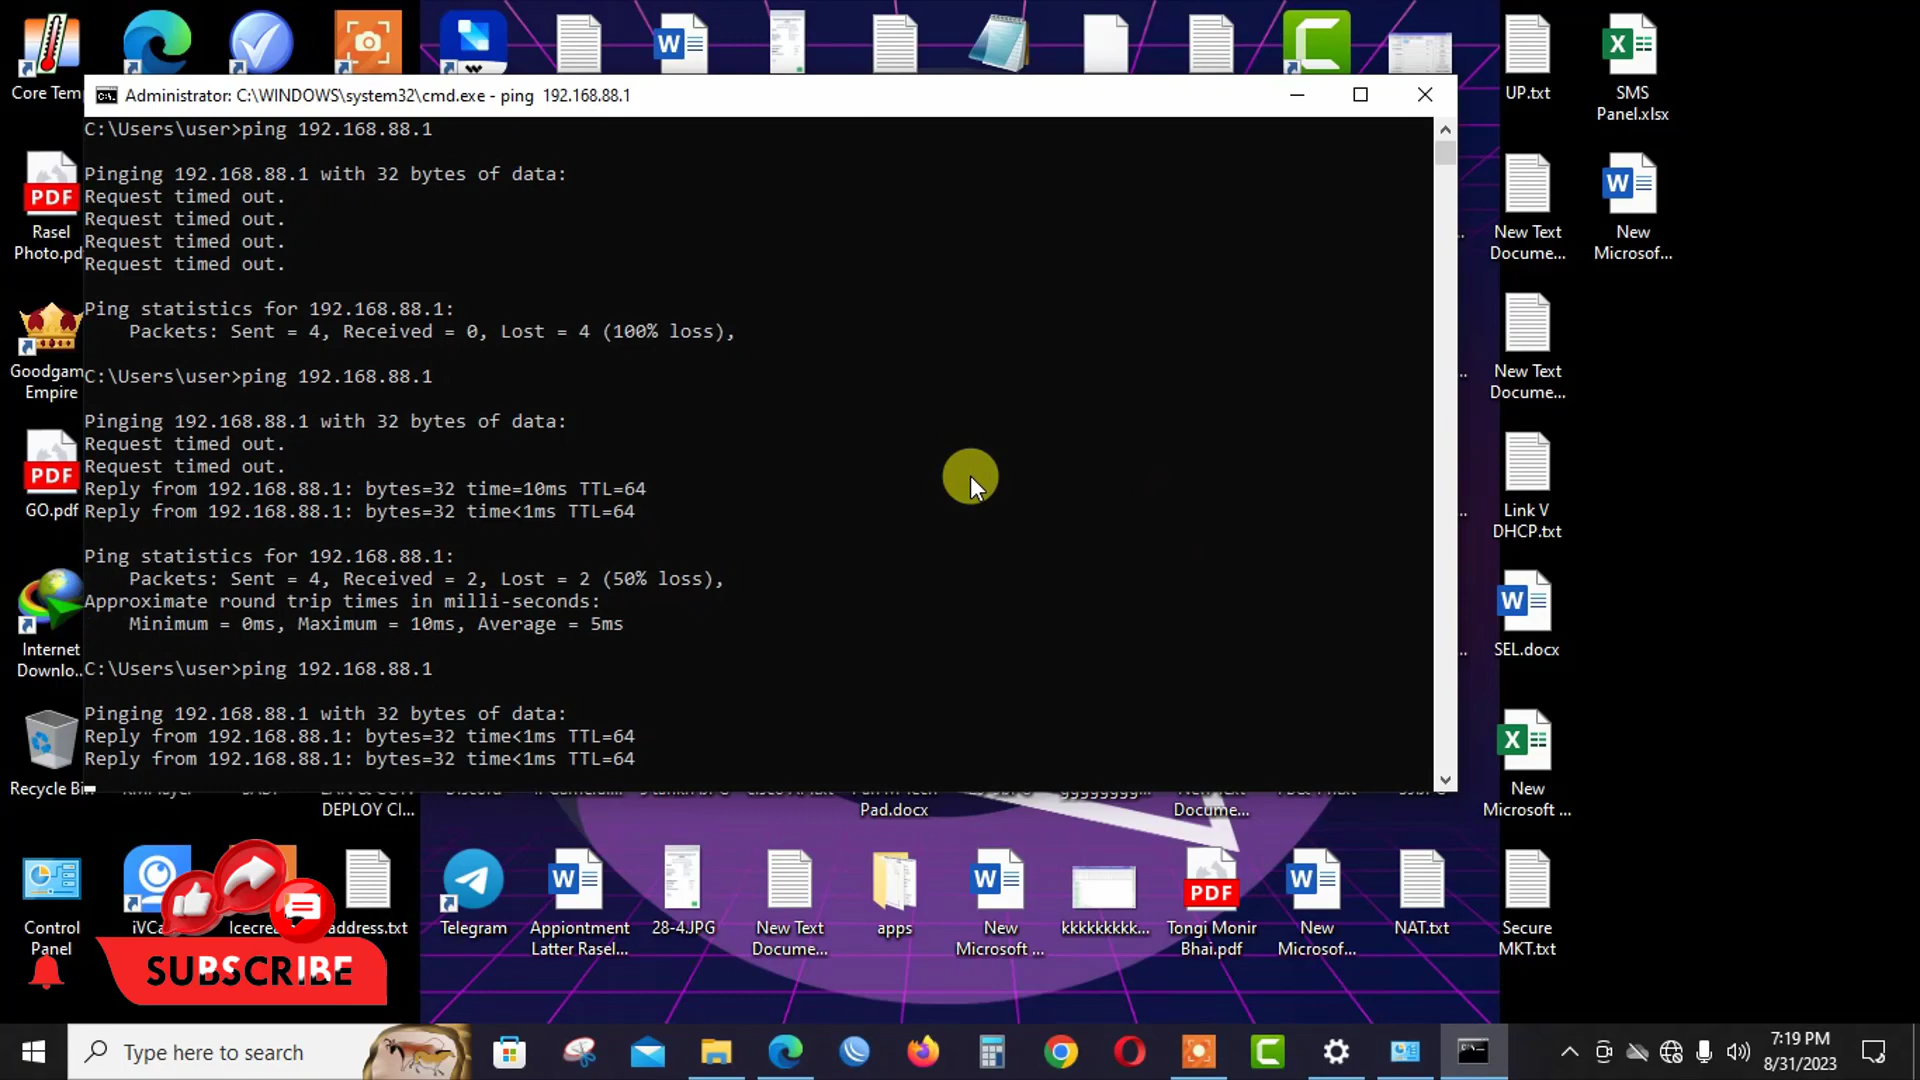 Core Tem
UP.txt
SMS
Panel.xlsx
Administrator: C:\WINDOWS\system32\cmd.exe - ping  192.168.88.1
C:\Users\user>ping 192.168.88.1
Pinging 192.168.88.1 with 32 bytes of data:
Request timed out.
Request timed out.
Request timed out.
Request timed out.
Ping statistics for 192.168.88.1:
Packets: Sent = 4, Received = 0, Lost = 4 (100% loss),
C:\Users\user>ping 192.168.88.1
Pinging 192.168.88.1 with 32 bytes of data:
Request timed out.
Request timed out.
Reply from 192.168.88.1: bytes=32 time=10ms TTL=64
Reply from 192.168.88.1: bytes=32 time<1ms TTL=64
Ping statistics for 192.168.88.1:
Packets: Sent = 4, Received = 2, Lost = 2 (50% loss),
Approximate round trip times in milli-seconds:
Minimum = 0ms, Maximum = 10ms, Average = 5ms
C:\Users\user>ping 192.168.88.1
Pinging 192.168.88.1 with 32 bytes of data:
Reply from 192.168.88.1: bytes=32 time<1ms TTL=64
Reply from 192.168.88.1: bytes=32 time<1ms TTL=64
PDF
Rasel
Photo.pd
Goodgam
Empire
PDF
GO.pdf
Internet
Downlo...
Recycle Bin
New Text
Docume...
New
Microsof...
New Text
Docume...
Link V
DHCP.txt
SEL.docx
New
Microsoft ...
DEPLOY CI...
Pad.docx
Docume...
Control
Panel
iVCa
Icecre
address.txt
Telegram
Appiontment
Latter Rasel...
28-4.JPG
New Text
Docume...
apps
New
Microsoft ...
kkkkkkkkk...
PDF
Tongi Monir
Bhai.pdf
New
Microsof...
NAT.txt
Secure
MKT.txt
SUBSCRIBE
Type here to search
7:19 PM
8/31/2023